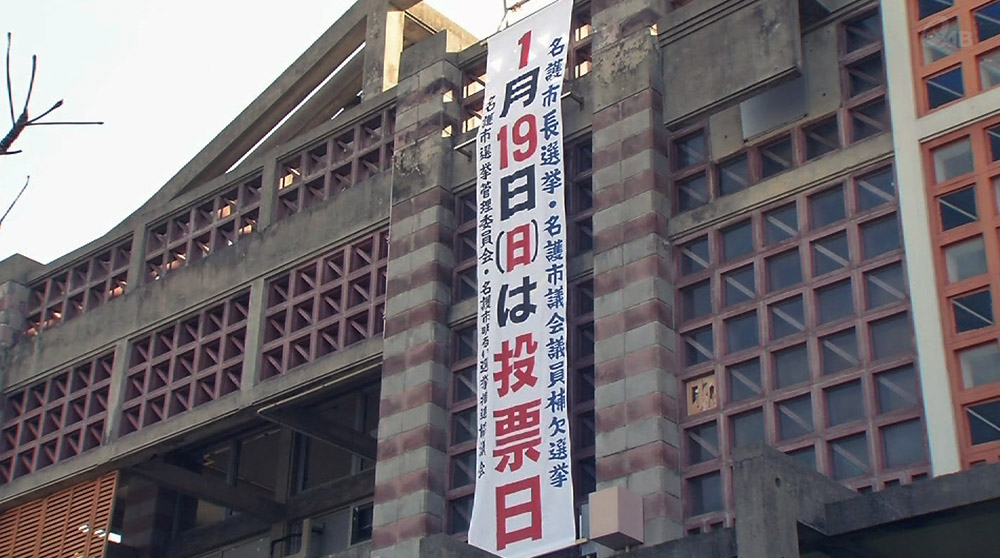 名護市長選挙・名護市議会議員補欠選挙
1月19日(日)は投票日
名護市選挙管理委員会・名護市明るい選挙推進協議会